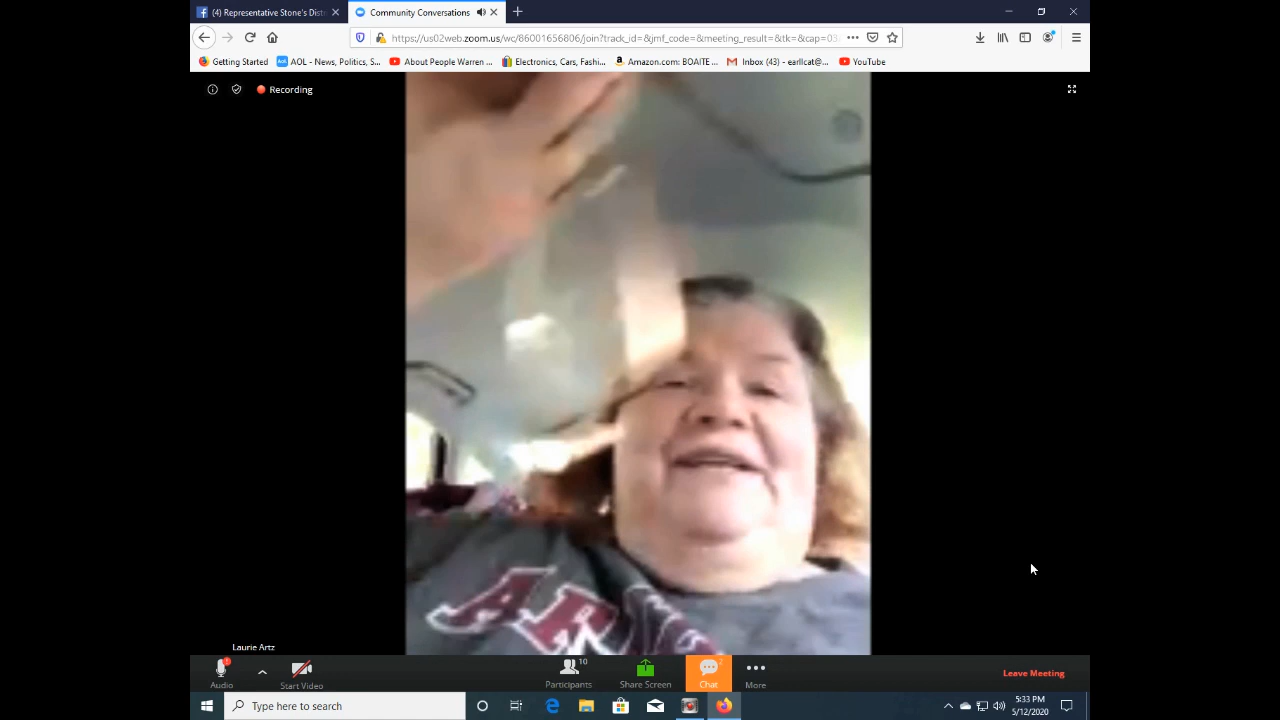 (4) Representative Stone's Dist
Community Conversations
https://us02web.zoom.us/wc/86001656806/join?track_id=&jmf_code=&meeting_result=&tk=&cap=03
Getting Started
AOL - News, Politics, S...
About People Warren ...
Electronics, Cars, Fashi...
Amazon.com: BOAITE ...
Inbox (43) - earllcat@...
YouTube
Recording
Laurie Artz
Audio
Start Video
10
Participants
Share Screen
2
Chat
More
Leave Meeting
Type here to search
5:33 PM
5/12/2020